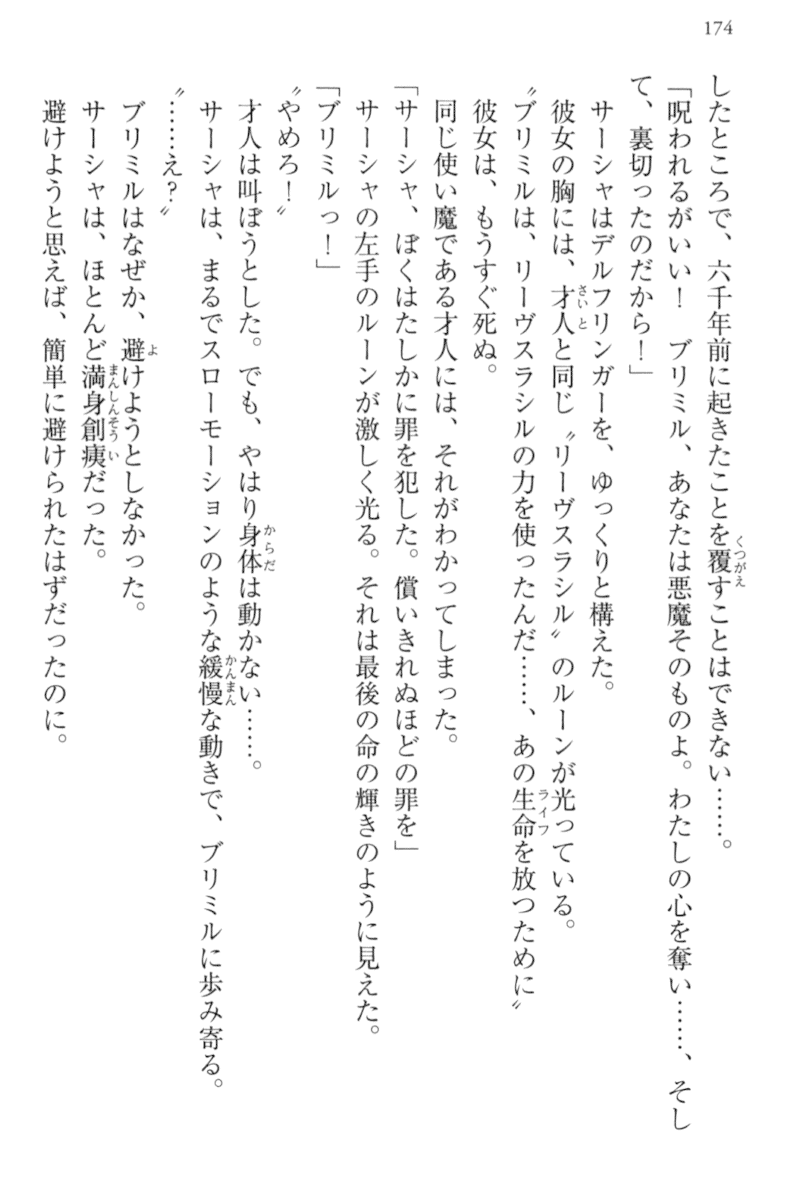 174
したところで、六千年前に起きたことを覆すことはできない……。
「呪われるがいい！　ブリミル、あなたは悪魔そのものよ。わたしの心を奪い……、そし
て、裏切ったのだから！」
サーシャはデルフリンガーを、ゆっくりと構えた。
彼女の胸には、才人と同じ〝リーヴスラシル〟のルーンが光っている。
〝ブリミルは、リーヴスラシルの力を使ったんだ……、あの生命を放つために〟
彼女は、もうすぐ死ぬ。
同じ使い魔である才人には、それがわかってしまった。
「サーシャ、ぼくはたしかに罪を犯した。償いきれぬほどの罪を」
サーシャの左手のルーンが激しく光る。それは最後の命の輝きのように見えた。
「ブリミルっ！」
〝やめろ！〟
才人は叫ぼうとした。でも、やはり身体は動かない……。
サーシャは、まるでスローモーションのような緩慢な動きで、ブリミルに歩み寄る。
〝……え？〟
ブリミルはなぜか、避けようとしなかった。
サーシャは、ほとんど満身創痍だった。
避けようと思えば、簡単に避けられたはずだったのに。